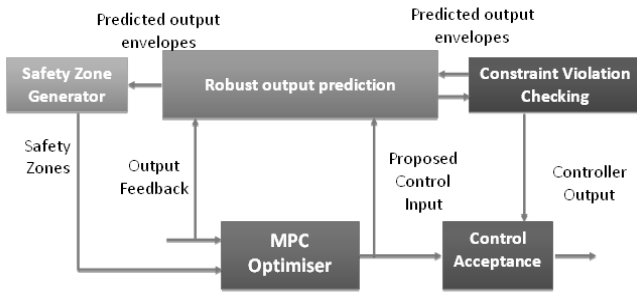 Predicted output
envelopes
Predicted output
envelopes
Safety Zone
Generator
Robust output prediction
Constraint Violation
Checking
Safety
Zones
Output
Feedback
Proposed
Control
Input
Controller
Output
MPC
Optimiser
Control
Acceptance